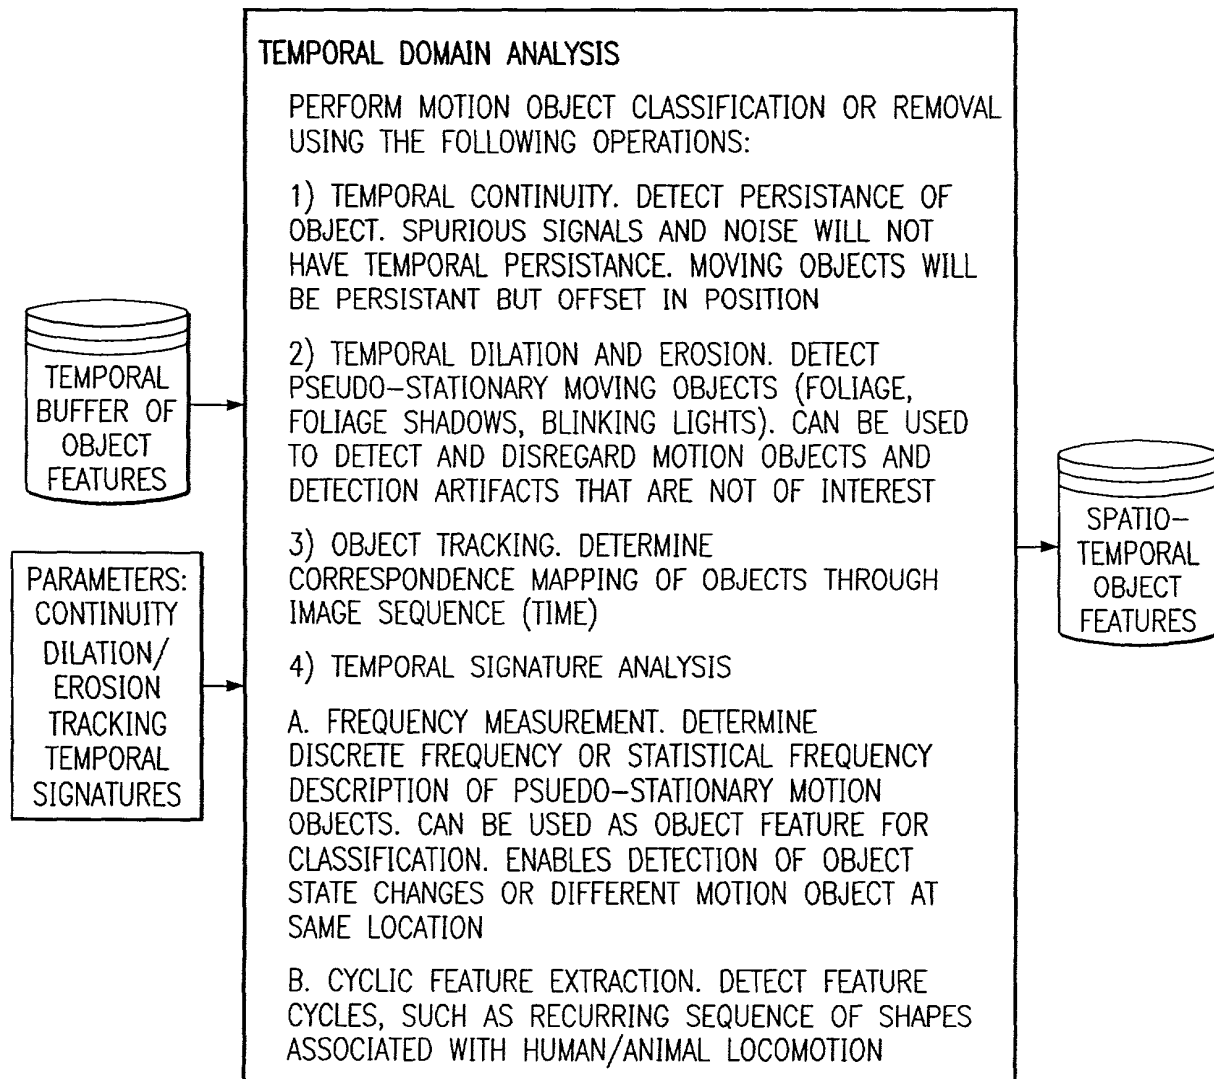 TEMPORAL DOMAIN ANALYSIS
PERFORM MOTION OBJECT CLASSIFICATION OR REMOVAL
USING THE FOLLOWING OPERATIONS:
1) TEMPORAL CONTINUITY. DETECT PERSISTANCE OF
OBJECT. SPURIOUS SIGNALS AND NOISE WILL NOT
HAVE TEMPORAL PERSISTANCE. MOVING OBJECTS WILL
BE PERSISTANT BUT OFFSET IN POSITION
2) TEMPORAL DILATION AND EROSION. DETECT
PSEUDO-STATIONARY MOVING OBJECTS (FOLIAGE,
FOLIAGE SHADOWS, BLINKING LIGHTS). CAN BE USED
TO DETECT AND DISREGARD MOTION OBJECTS AND
DETECTION ARTIFACTS THAT ARE NOT OF INTEREST
3) OBJECT TRACKING. DETERMINE
CORRESPONDENCE MAPPING OF OBJECTS THROUGH
IMAGE SEQUENCE (TIME)
4) TEMPORAL SIGNATURE ANALYSIS
A. FREQUENCY MEASUREMENT. DETERMINE
DISCRETE FREQUENCY OR STATISTICAL FREQUENCY
DESCRIPTION OF PSUEDO-STATIONARY MOTION
OBJECTS. CAN BE USED AS OBJECT FEATURE FOR
CLASSIFICATION. ENABLES DETECTION OF OBJECT
STATE CHANGES OR DIFFERENT MOTION OBJECT AT
SAME LOCATION
B. CYCLIC FEATURE EXTRACTION. DETECT FEATURE
CYCLES, SUCH AS RECURRING SEQUENCE OF SHAPES
ASSOCIATED WITH HUMAN/ANIMAL LOCOMOTION
TEMPORAL
BUFFER OF
OBJECT
FEATURES
PARAMETERS:
CONTINUITY
DILATION/
EROSION
TRACKING
TEMPORAL
SIGNATURES
SPATIO-
TEMPORAL
OBJECT
FEATURES